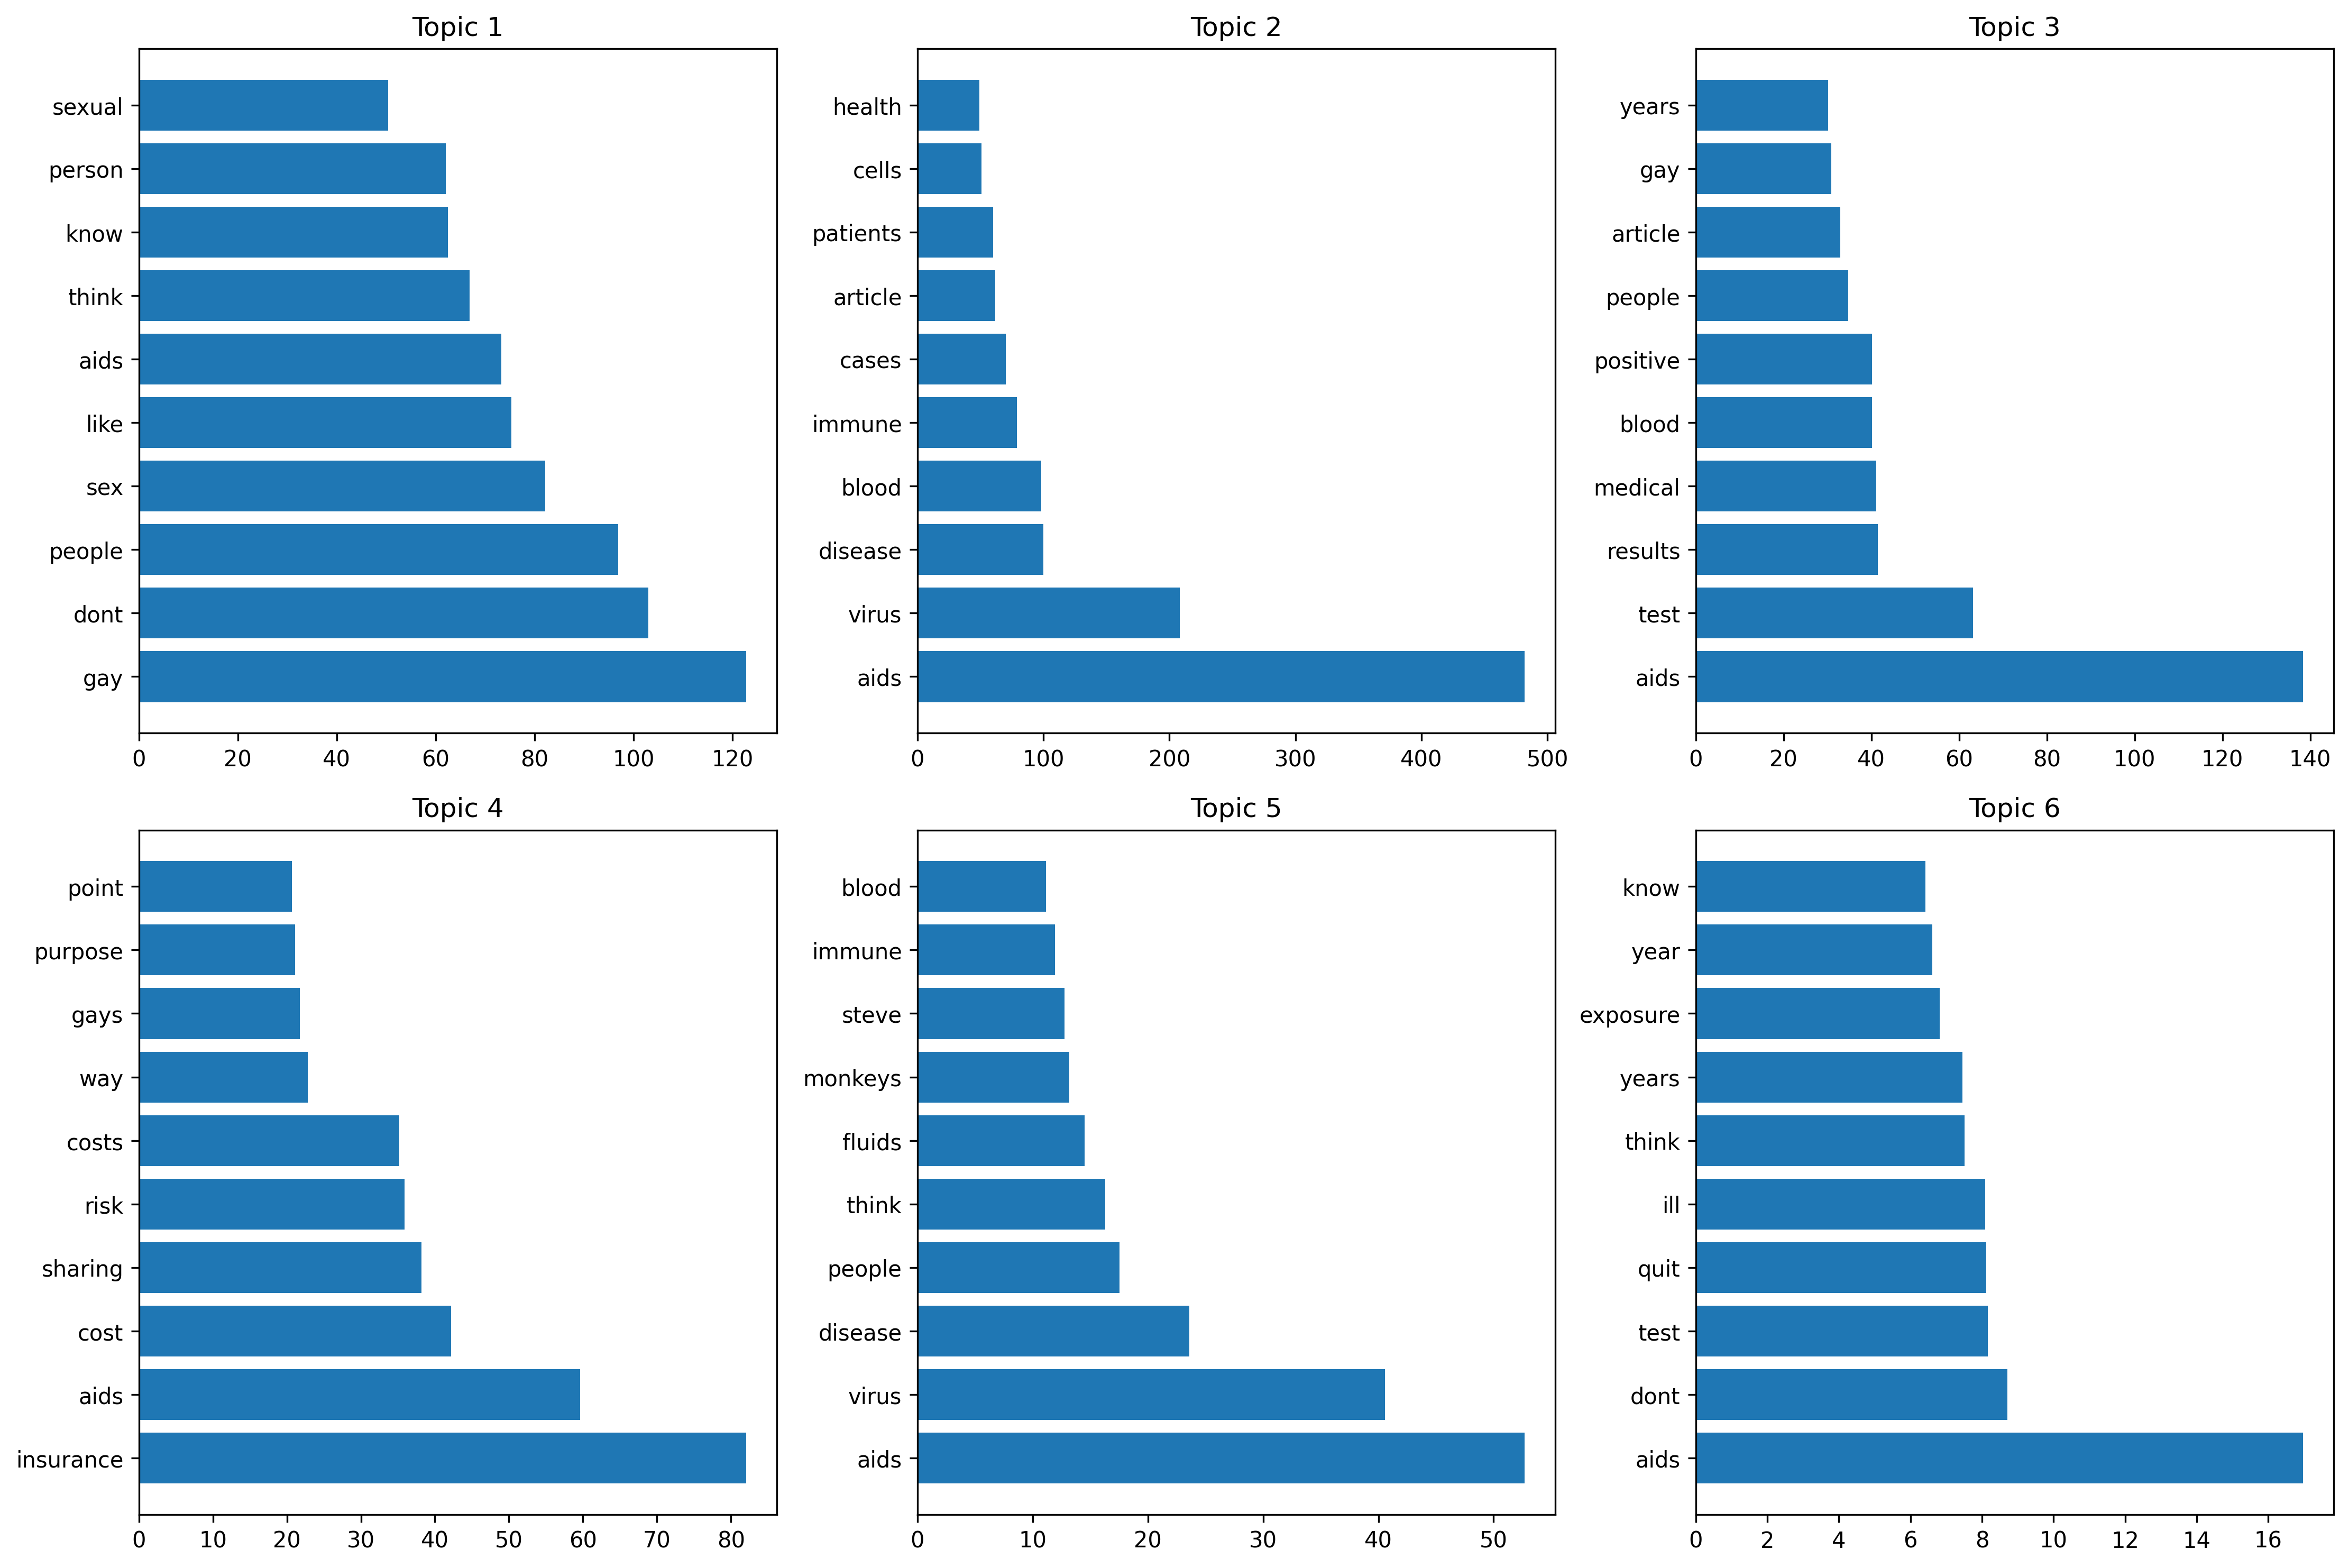 Topic 1
sexual
person
know
think
aids
like
sex
people
dont
gay
0 20 40 60 80 100 120
Topic 2
health
cells
patients
article
cases
immune
blood
disease
virus
aids
0 100 200 300 400 500
Topic 3
years
gay
article
people
positive
blood
medical
results
test
aids
0 20 40 60 80 100 120 140
Topic 4
point
purpose
gays
way
costs
risk
sharing
cost
aids
insurance
0 10 20 30 40 50 60 70 80
Topic 5
blood
immune
steve
monkeys
fluids
think
people
disease
virus
aids
0 10 20 30 40 50
Topic 6
know
year
exposure
years
think
ill
quit
test
dont
aids
0 2 4 6 8 10 12 14 16